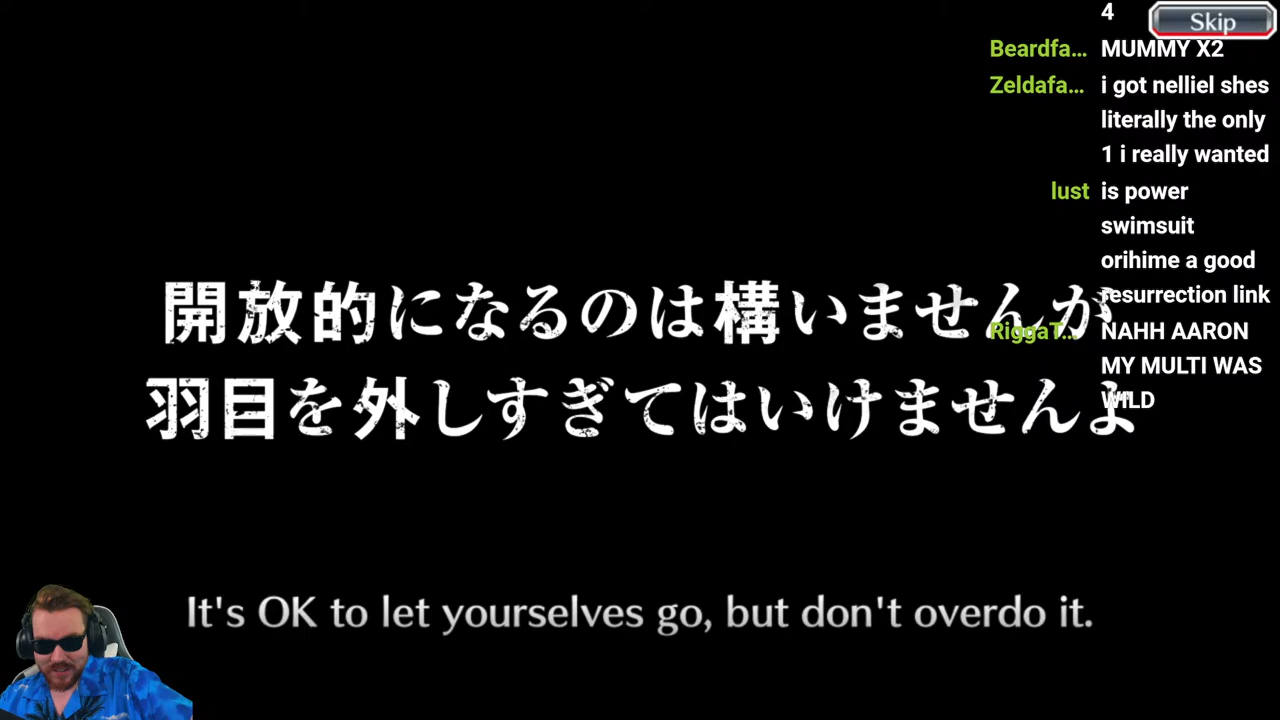 4
Skip
Beardfa... MUMMY X2
Zeldafa... i got nelliel shes
literally the only
1 i really wanted
lust is power
swimsuit
orihime a good
resurrection link
RiggaT... NAHH AARON
MY MULTI WAS
WILD
開放的になるのは構いませんが
羽目を外しすぎてはいけませんよ
It's OK to let yourselves go, but don't overdo it.